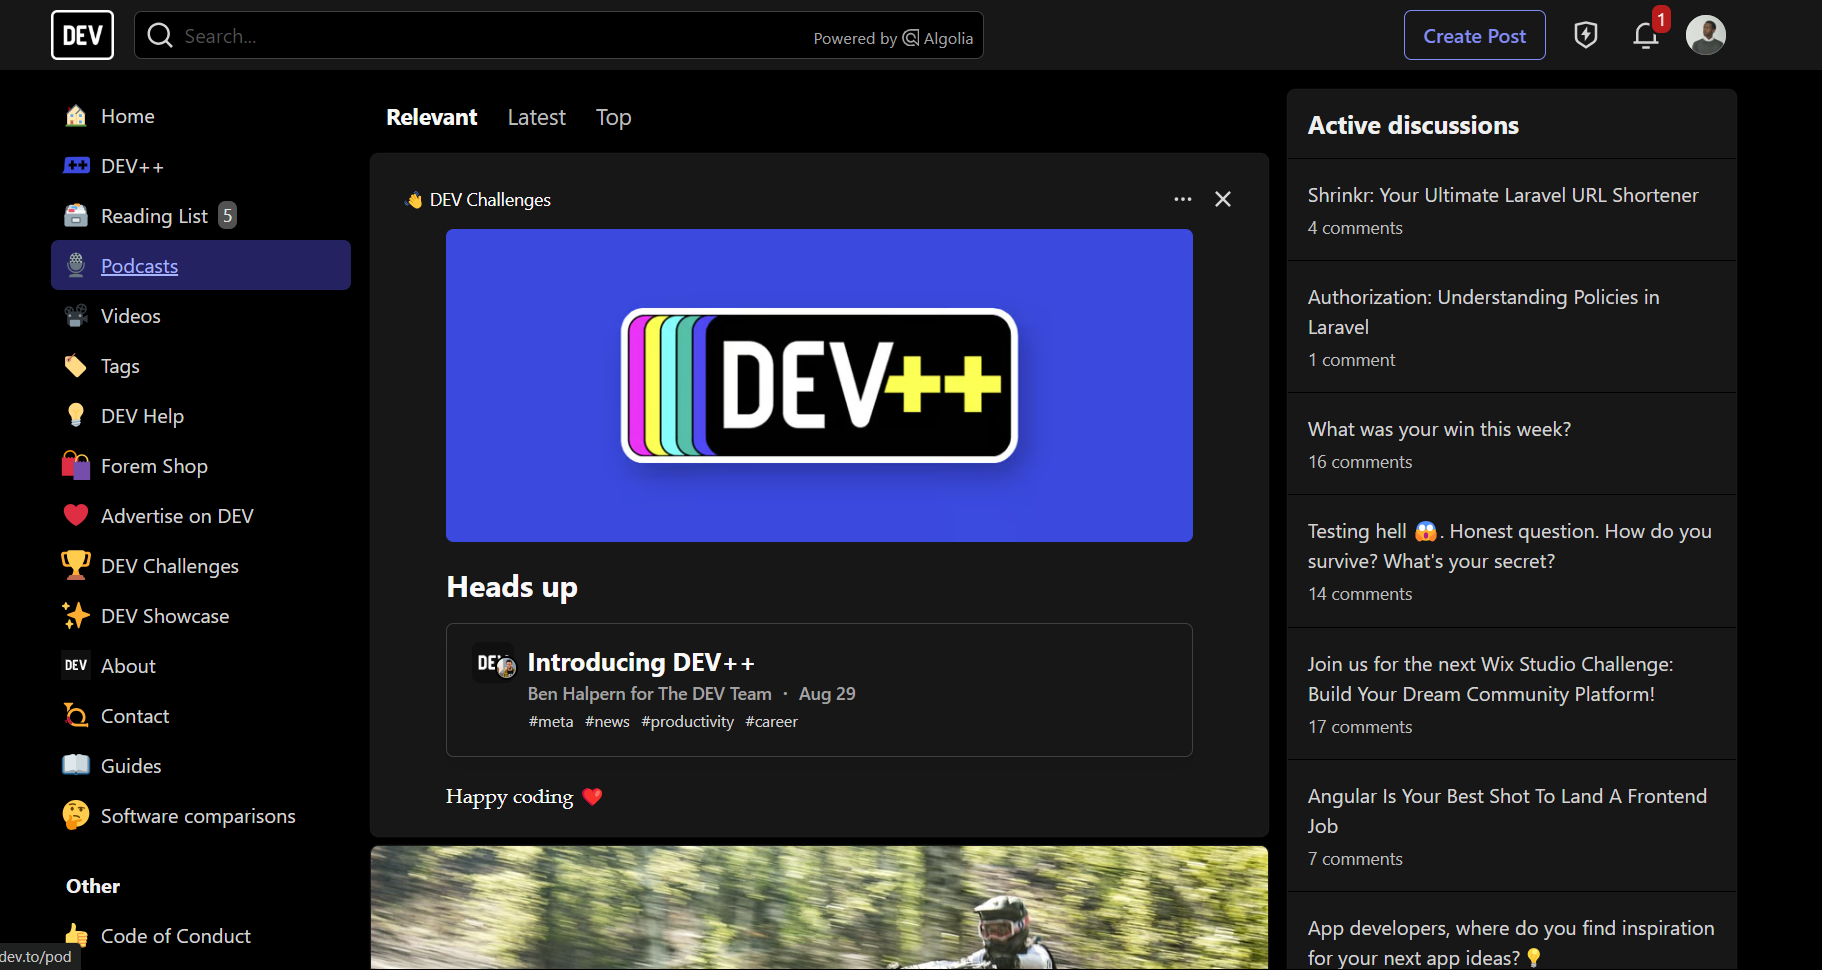 DEV
Search...
Powered by Algolia
Create Post
1
Home
DEV++
Reading List 5
Podcasts
Videos
Tags
DEV Help
Forem Shop
Advertise on DEV
DEV Challenges
DEV Showcase
DEV About
Contact
Guides
Software comparisons
Other
Code of Conduct
dev.to/pod
Relevant Latest Top
DEV Challenges
DEV++
Heads up
Introducing DEV++
Ben Halpern for The DEV Team · Aug 29
#meta #news #productivity #career
Happy coding
Active discussions
Shrinkr: Your Ultimate Laravel URL Shortener
4 comments
Authorization: Understanding Policies in
Laravel
1 comment
What was your win this week?
16 comments
Testing hell 😱. Honest question. How do you
survive? What's your secret?
14 comments
Join us for the next Wix Studio Challenge:
Build Your Dream Community Platform!
17 comments
Angular Is Your Best Shot To Land A Frontend
Job
7 comments
App developers, where do you find inspiration
for your next app ideas? 💡